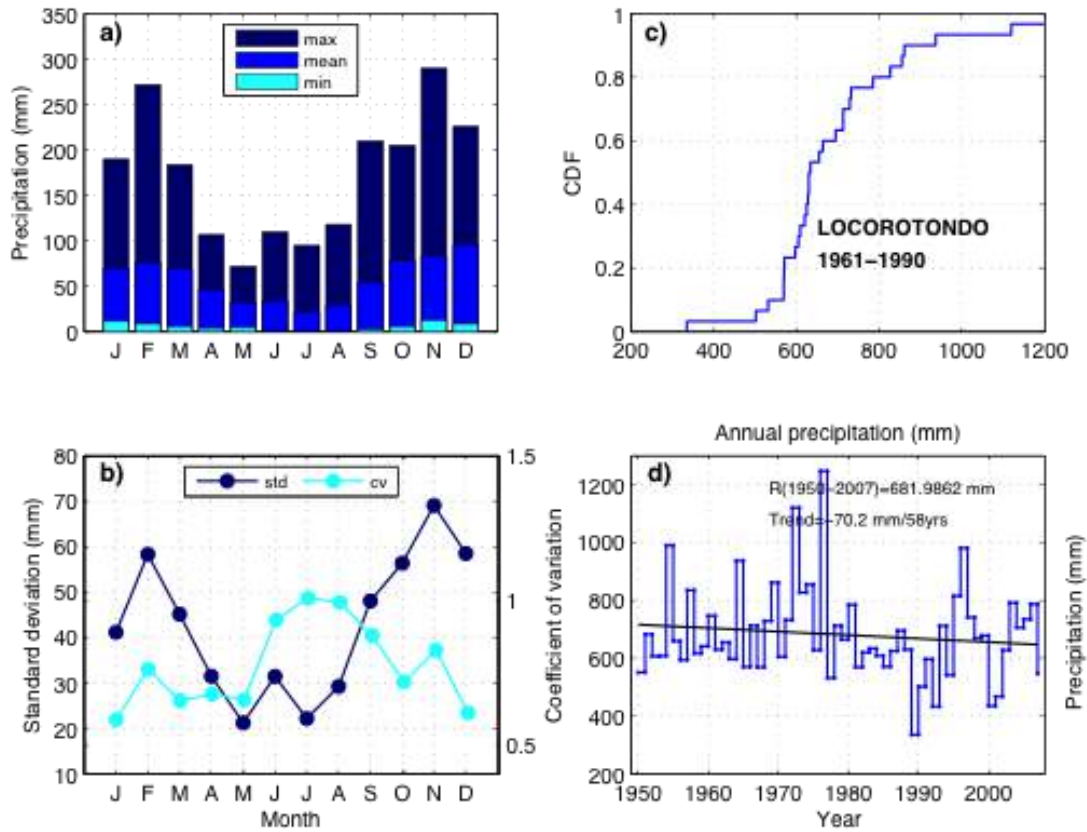 a)
max
mean
min
Precipitation (mm)
350
300
250
200
150
100
50
0
J F M A M J J A S O N D
c)
CDF
1
0.8
0.6
0.4
0.2
0
LOCOROTONDO
1961–1990
200 400 600 800 1000 1200
Annual precipitation (mm)
b)
std cv
Standard deviation (mm)
80
70
60
50
40
30
20
10
1.5
1
0.5
Coefficient of variation
J F M A M J J A S O N D
Month
d)
R(1950–2007)=681.9862 mm
Trend=–70.2 mm/58yrs
1200
1000
800
600
400
200
Precipitation (mm)
1950 1960 1970 1980 1990 2000
Year